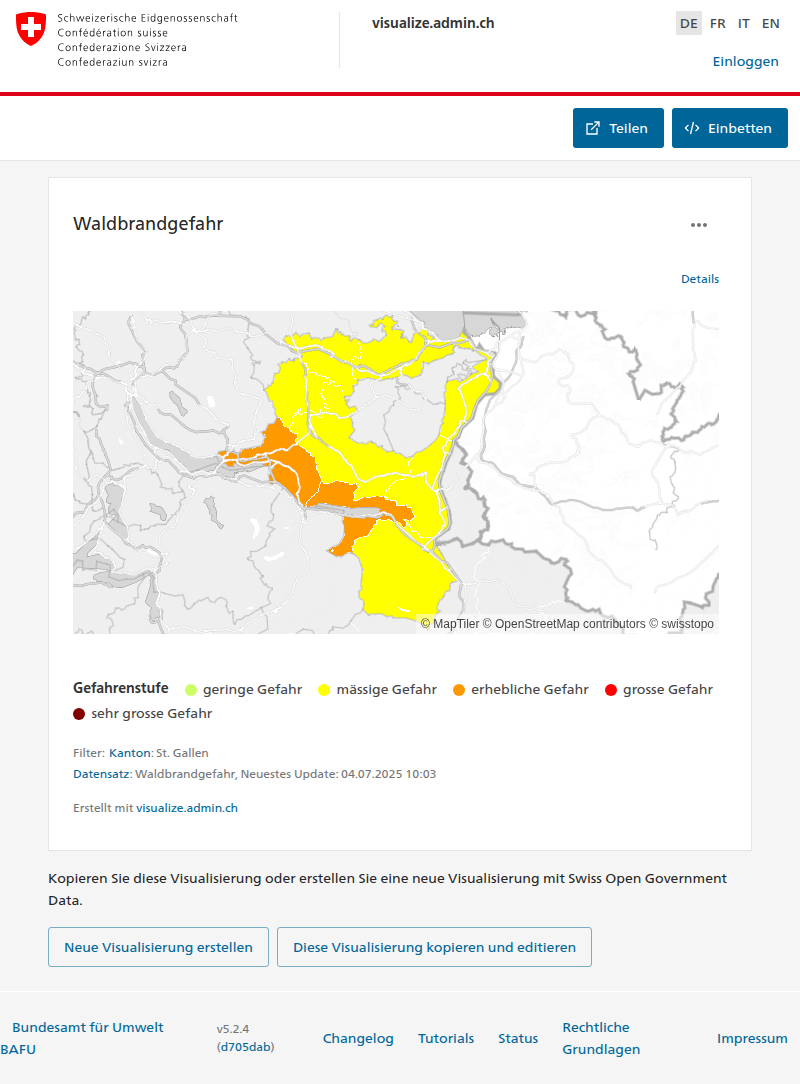 Schweizerische Eidgenossenschaft
Confédération suisse
Confederazione Svizzera
Confederaziun svizra
visualize.admin.ch
DE FR IT EN
Einloggen
Teilen
Einbetten
Waldbrandgefahr
Details
© MapTiler © OpenStreetMap contributors © swisstopo
Gefahrenstufe geringe Gefahr mässige Gefahr erhebliche Gefahr grosse Gefahr
sehr grosse Gefahr
Filter: Kanton: St. Gallen
Datensatz: Waldbrandgefahr, Neuestes Update: 04.07.2025 10:03
Erstellt mit visualize.admin.ch
Kopieren Sie diese Visualisierung oder erstellen Sie eine neue Visualisierung mit Swiss Open Government
Data.
Neue Visualisierung erstellen
Diese Visualisierung kopieren und editieren
Bundesamt für Umwelt
BAFU
v5.2.4
(d705dab)
Changelog
Tutorials
Status
Rechtliche
Grundlagen
Impressum